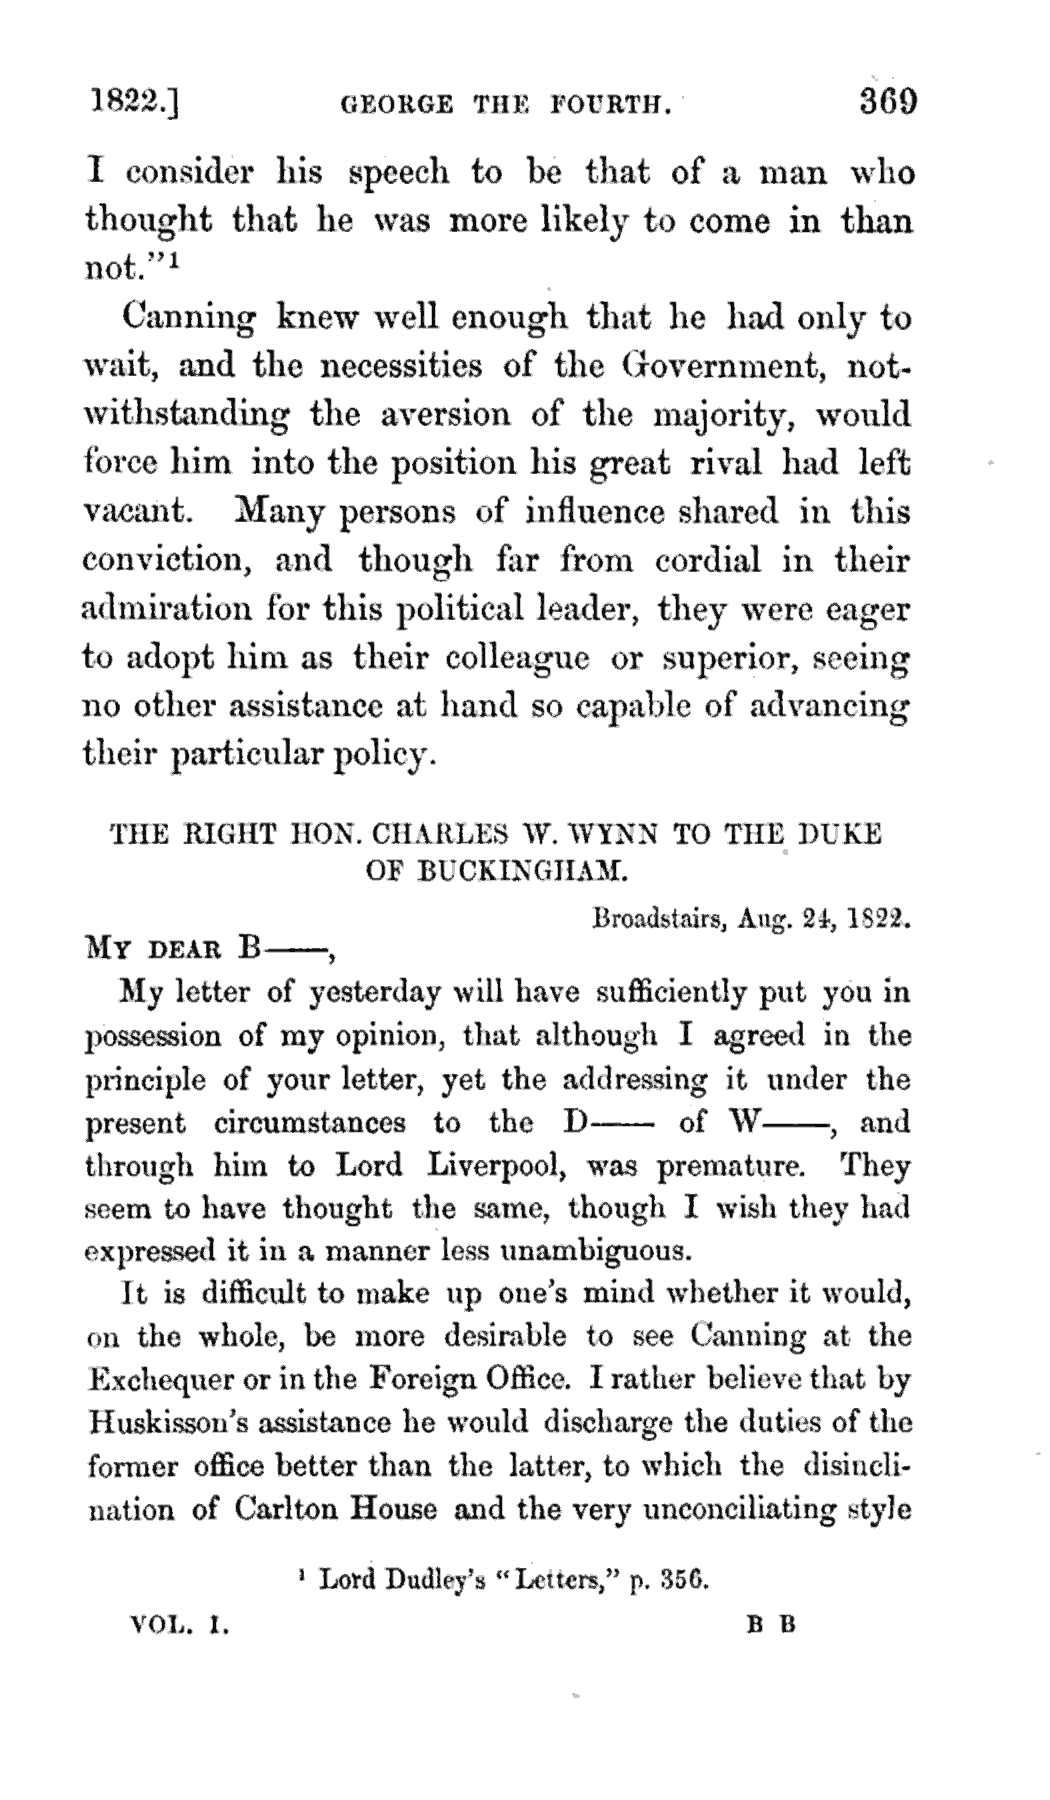 1822.] GEORGE THE FOURTH. 369
I consider his speech to be that of a man who
thought that he was more likely to come in than
not."¹
Canning knew well enough that he had only to
wait, and the necessities of the Government, not-
withstanding the aversion of the majority, would
force him into the position his great rival had left
vacant. Many persons of influence shared in this
conviction, and though far from cordial in their
admiration for this political leader, they were eager
to adopt him as their colleague or superior, seeing
no other assistance at hand so capable of advancing
their particular policy.
THE RIGHT HON. CHARLES W. WYNN TO THE DUKE
OF BUCKINGHAM.
Broadstairs, Aug. 24, 1822.
MY DEAR B——,
My letter of yesterday will have sufficiently put you in
possession of my opinion, that although I agreed in the
principle of your letter, yet the addressing it under the
present circumstances to the D—— of W——, and
through him to Lord Liverpool, was premature. They
seem to have thought the same, though I wish they had
expressed it in a manner less unambiguous.
It is difficult to make up one's mind whether it would,
on the whole, be more desirable to see Canning at the
Exchequer or in the Foreign Office. I rather believe that by
Huskisson's assistance he would discharge the duties of the
former office better than the latter, to which the disincli-
nation of Carlton House and the very unconciliating style
¹ Lord Dudley's "Letters," p. 356.
VOL. I. B B